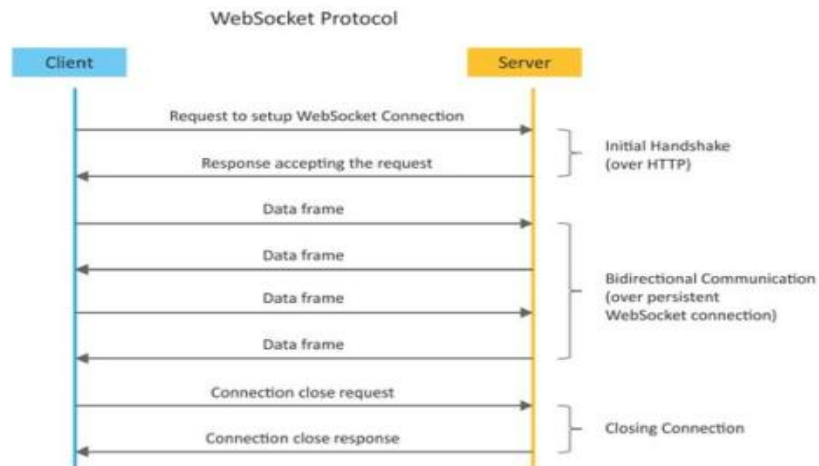 WebSocket Protocol
Client
Server
Request to setup WebSocket Connection
Response accepting the request
Initial Handshake
(over HTTP)
Data frame
Data frame
Data frame
Data frame
Bidirectional Communication
(over persistent
WebSocket connection)
Connection close request
Connection close response
Closing Connection